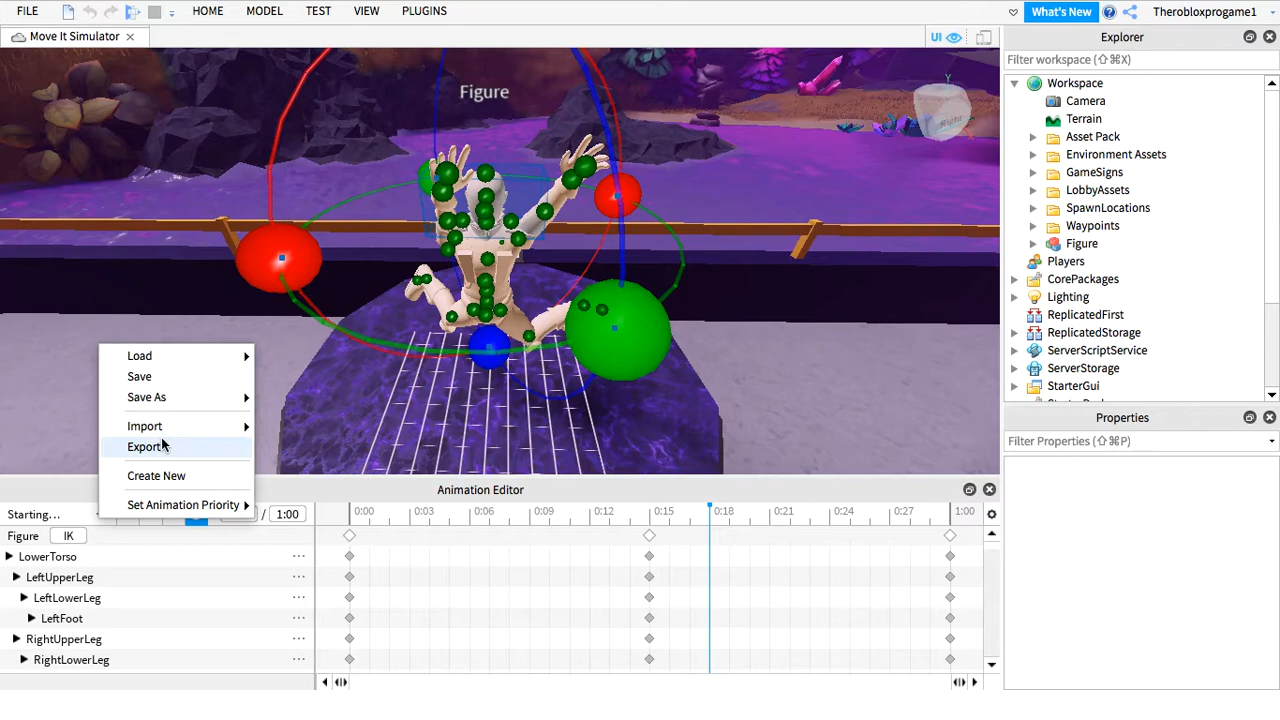 FILE HOME MODEL TEST VIEW PLUGINS What's New Therobloxprogame1
Move It Simulator UI
Figure
Right
Y
Load
Save
Save As
Import
Export
Create New
Set Animation Priority
Explorer
Filter workspace (⇧⌘X)
Workspace
Camera
Terrain
Asset Pack
Environment Assets
GameSigns
LobbyAssets
SpawnLocations
Waypoints
Figure
Players
CorePackages
Lighting
ReplicatedFirst
ReplicatedStorage
ServerScriptService
ServerStorage
StarterGui
Properties
Filter Properties (⇧⌘P)
Animation Editor
Starting... / 1:00 0:00 0:03 0:06 0:09 0:12 0:15 0:18 0:21 0:24 0:27 1:00
Figure IK
LowerTorso
LeftUpperLeg
LeftLowerLeg
LeftFoot
RightUpperLeg
RightLowerLeg